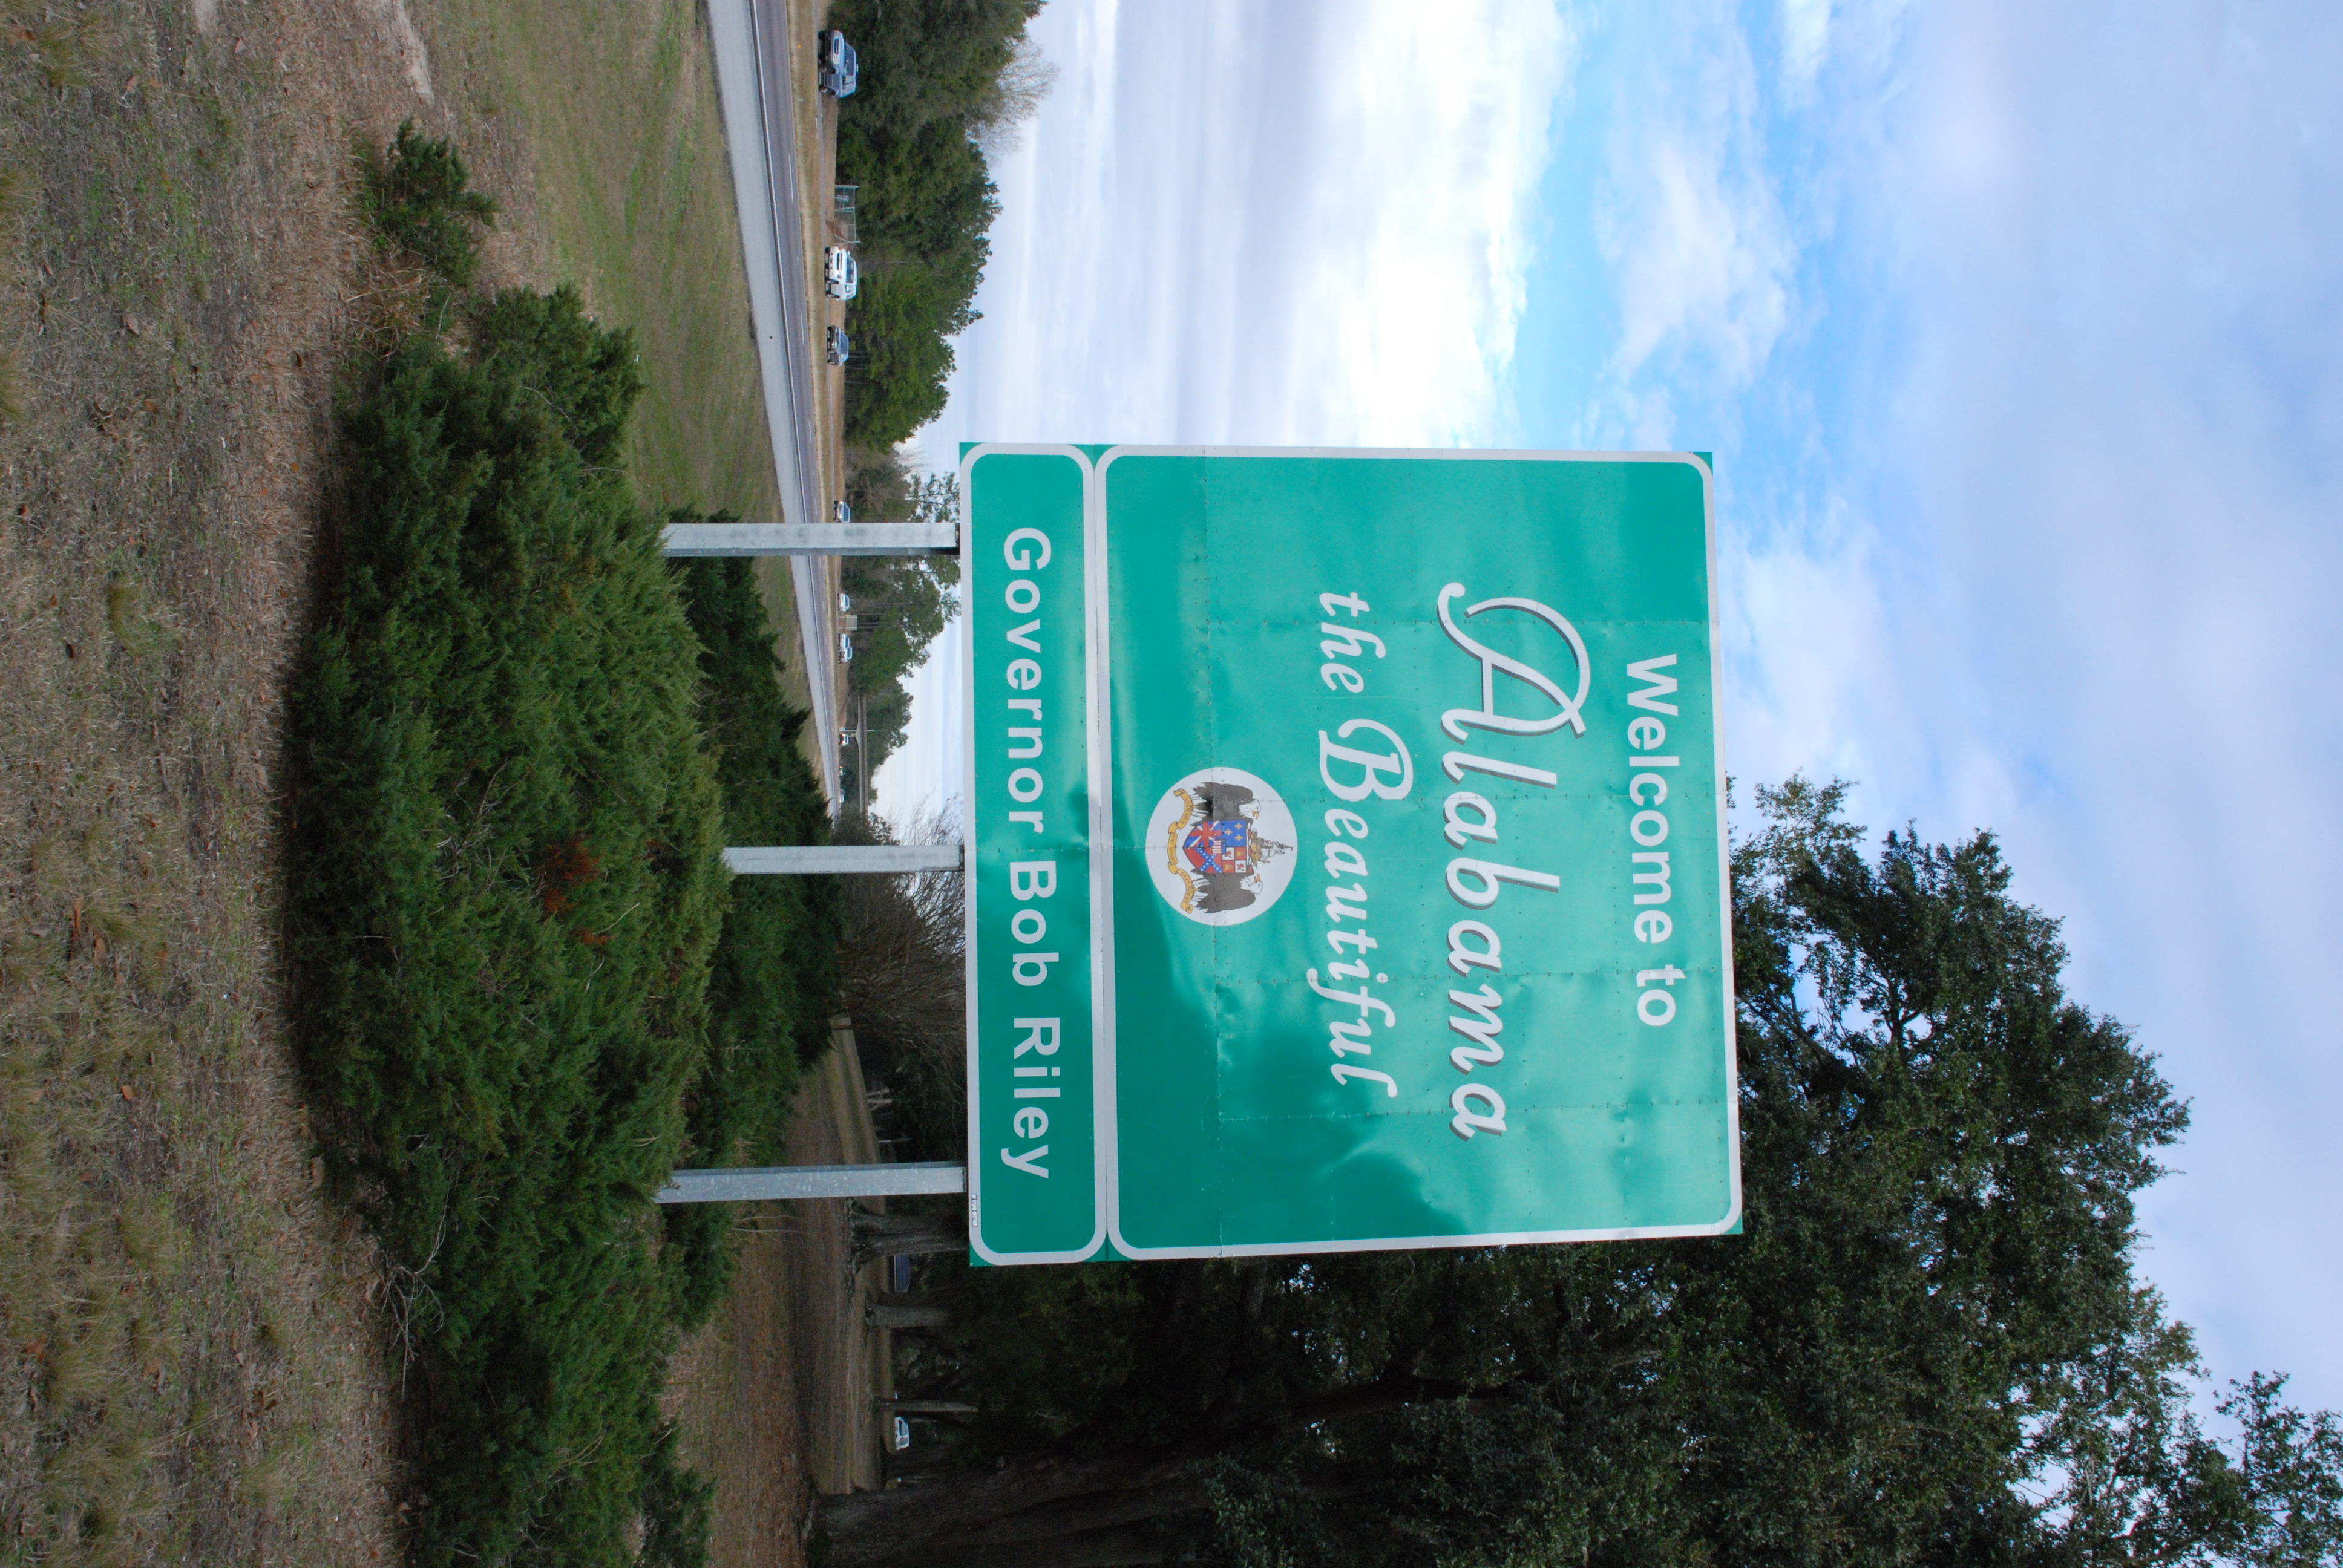 Welcome to
Alabama
the Beautiful
Governor Bob Riley